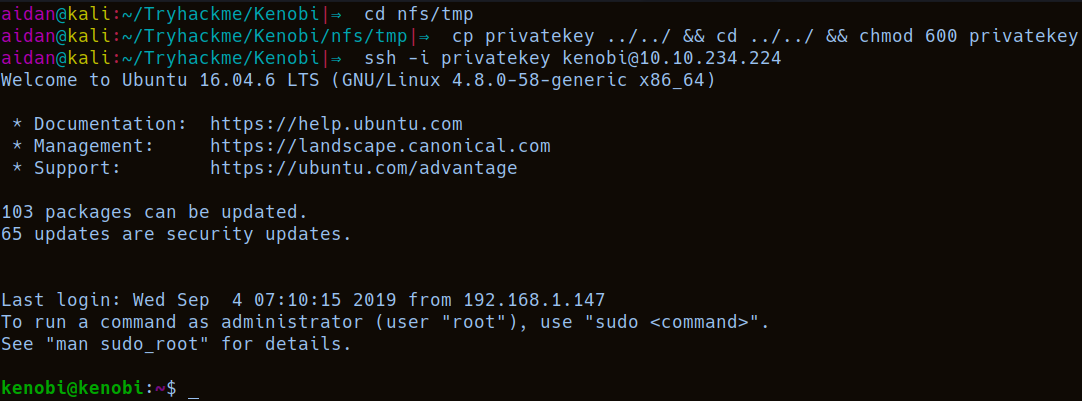 aidan@kali:~/Tryhackme/Kenobi|⇒  cd nfs/tmp
aidan@kali:~/Tryhackme/Kenobi/nfs/tmp|⇒  cp privatekey ../../ && cd ../../ && chmod 600 privatekey
aidan@kali:~/Tryhackme/Kenobi|⇒  ssh -i privatekey kenobi@10.10.234.224
Welcome to Ubuntu 16.04.6 LTS (GNU/Linux 4.8.0-58-generic x86_64)

 * Documentation:  https://help.ubuntu.com
 * Management:     https://landscape.canonical.com
 * Support:        https://ubuntu.com/advantage

103 packages can be updated.
65 updates are security updates.


Last login: Wed Sep  4 07:10:15 2019 from 192.168.1.147
To run a command as administrator (user "root"), use "sudo <command>".
See "man sudo_root" for details.

kenobi@kenobi:~$ _